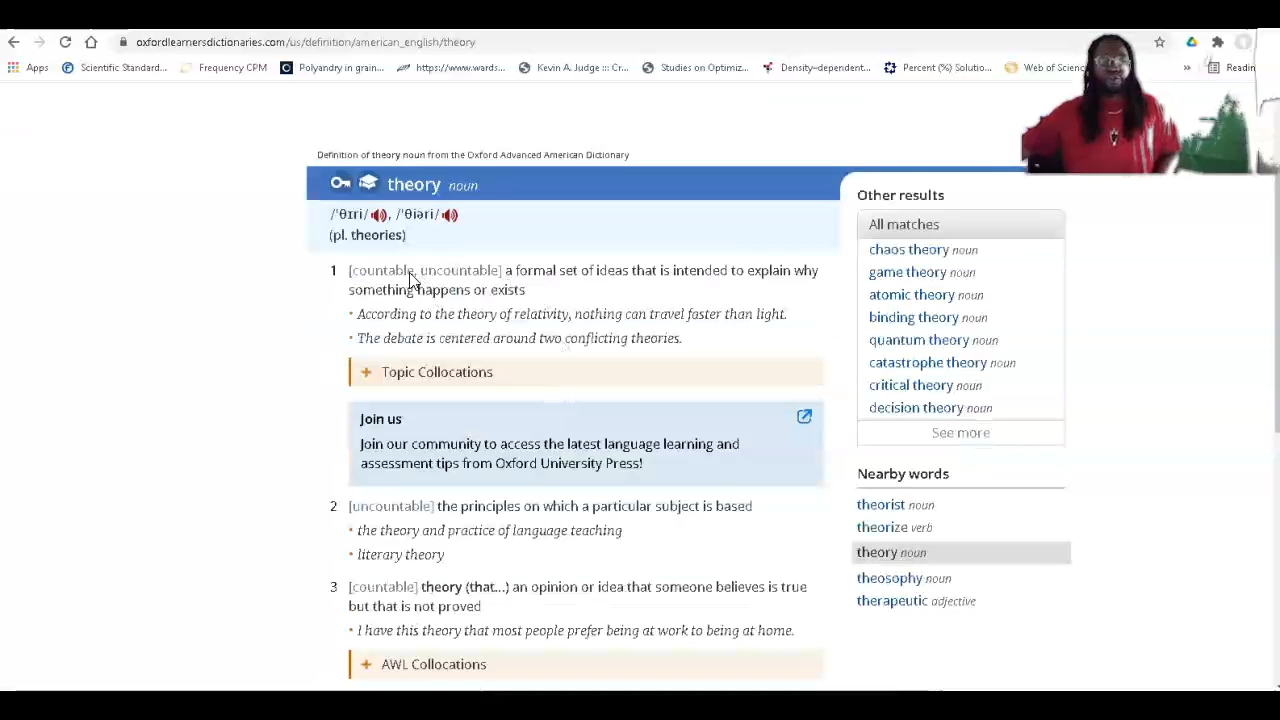 oxfordlearnersdictionaries.com/us/definition/american_english/theory
Apps Scientific Standard... Frequency CPM Polyandry in grain... https://www.wards... Kevin A. Judge ::: Cr... Studies on Optimiz... Density-dependent... Percent (%) Solutio... Web of Scienc » Readin
Definition of theory noun from the Oxford Advanced American Dictionary
theory noun
/ˈθɪri/, /ˈθiəri/
(pl. theories)
1 [countable, uncountable] a formal set of ideas that is intended to explain why
something happens or exists
• According to the theory of relativity, nothing can travel faster than light.
• The debate is centered around two conflicting theories.
+ Topic Collocations
Join us
Join our community to access the latest language learning and
assessment tips from Oxford University Press!
2 [uncountable] the principles on which a particular subject is based
• the theory and practice of language teaching
• literary theory
3 [countable] theory (that...) an opinion or idea that someone believes is true
but that is not proved
• I have this theory that most people prefer being at work to being at home.
+ AWL Collocations
Other results
All matches
chaos theory noun
game theory noun
atomic theory noun
binding theory noun
quantum theory noun
catastrophe theory noun
critical theory noun
decision theory noun
See more
Nearby words
theorist noun
theorize verb
theory noun
theosophy noun
therapeutic adjective